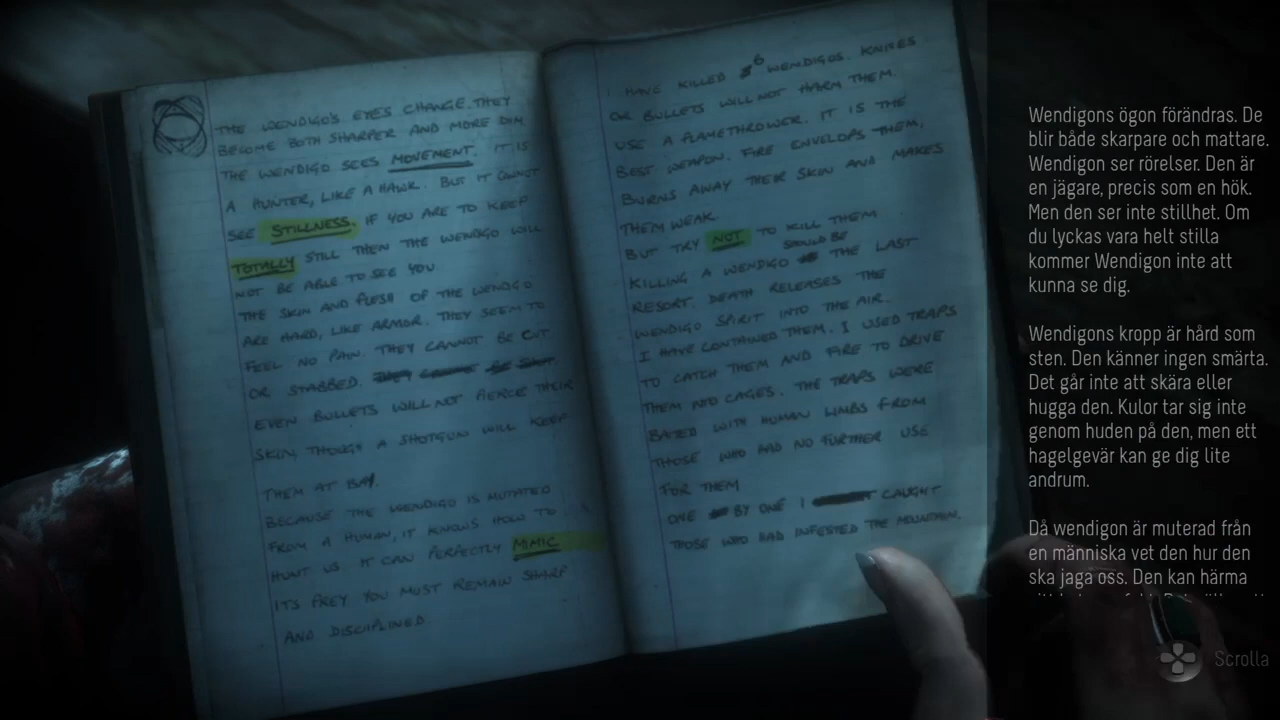 THE WENDIGO'S EYES CHANGE. THEY
BECOME BOTH SHARPER AND MORE DIM
THE WENDIGO SEES MOVEMENT. IT IS
A HUNTER, LIKE A HAWK. BUT IT CANNOT
SEE STILLNESS. IF YOU ARE TO KEEP
TOTALLY STILL THEN THE WENDIGO WILL
NOT BE ABLE TO SEE YOU
THE SKIN AND FLESH OF THE WENDIGO
ARE HARD, LIKE ARMOR. THEY SEEM TO
FEEL NO PAIN. THEY CANNOT BE CUT
OR STABBED. THEY CANNOT BE SHOT
EVEN BULLETS WILL NOT PIERCE THEIR
SKIN, THOUGH A SHOTGUN WILL KEEP
THEM AT BAY.
BECAUSE THE WENDIGO IS MUTATED
FROM A HUMAN, IT KNOWS HOW TO
HUNT US. IT CAN PERFECTLY MIMIC
ITS PREY YOU MUST REMAIN SHARP
AND DISCIPLINED
I HAVE KILLED 6 WENDIGOS. KNIVES
OR BULLETS WILL NOT HARM THEM.
USE A FLAMETHROWER. IT IS THE
BEST WEAPON. FIRE ENVELOPS THEM,
BURNS AWAY THEIR SKIN AND MAKES
THEM WEAK
BUT TRY NOT TO KILL THEM
KILLING A WENDIGO SHOULD BE THE LAST
RESORT. DEATH RELEASES THE
WENDIGO SPIRIT INTO THE AIR.
I HAVE CONTAINED THEM. I USED TRAPS
TO CATCH THEM AND FIRE TO DRIVE
THEM INTO CAGES. THE TRAPS WERE
BAITED WITH HUMAN LIMBS FROM
THOSE WHO HAD NO FURTHER USE
FOR THEM
ONE BY ONE I CAUGHT
THOSE WHO HAD INFESTED THE MOUNTAIN.
Wendigons ögon förändras. De
blir både skarpare och mattare.
Wendigon ser rörelser. Den är
en jägare, precis som en hök.
Men den ser inte stillhet. Om
du lyckas vara helt stilla
kommer Wendigon inte att
kunna se dig.
Wendigons kropp är hård som
sten. Den känner ingen smärta.
Det går inte att skära eller
hugga den. Kulor tar sig inte
genom huden på den, men ett
hagelgevär kan ge dig lite
andrum.
Då wendigon är muterad från
en människa vet den hur den
ska jaga oss. Den kan härma
Scrolla